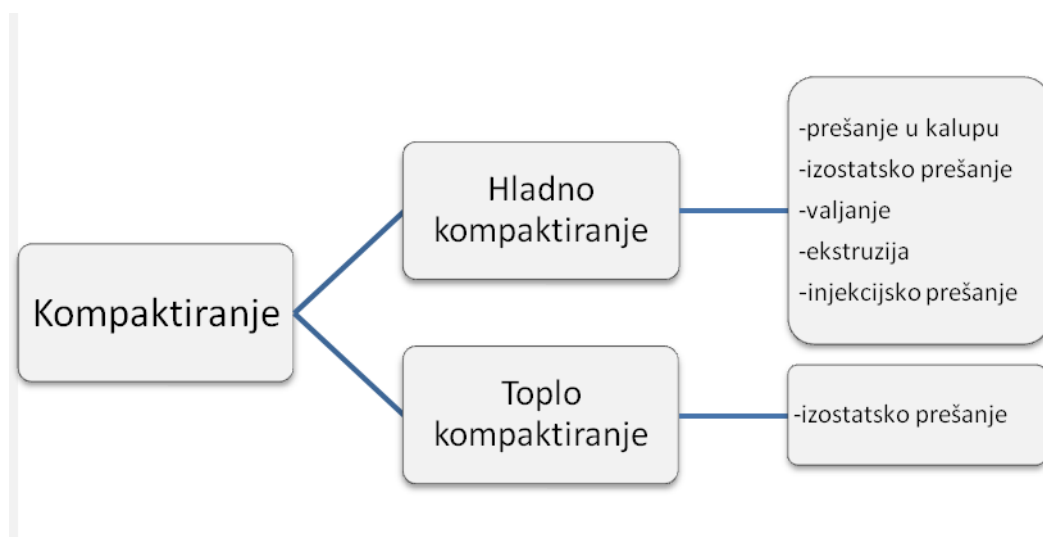 Kompaktiranje
Hladno
kompaktiranje
-prešanje u kalupu
-izostatsko prešanje
-valjanje
-ekstruzija
-injekcijsko prešanje
Toplo
kompaktiranje
-izostatsko prešanje